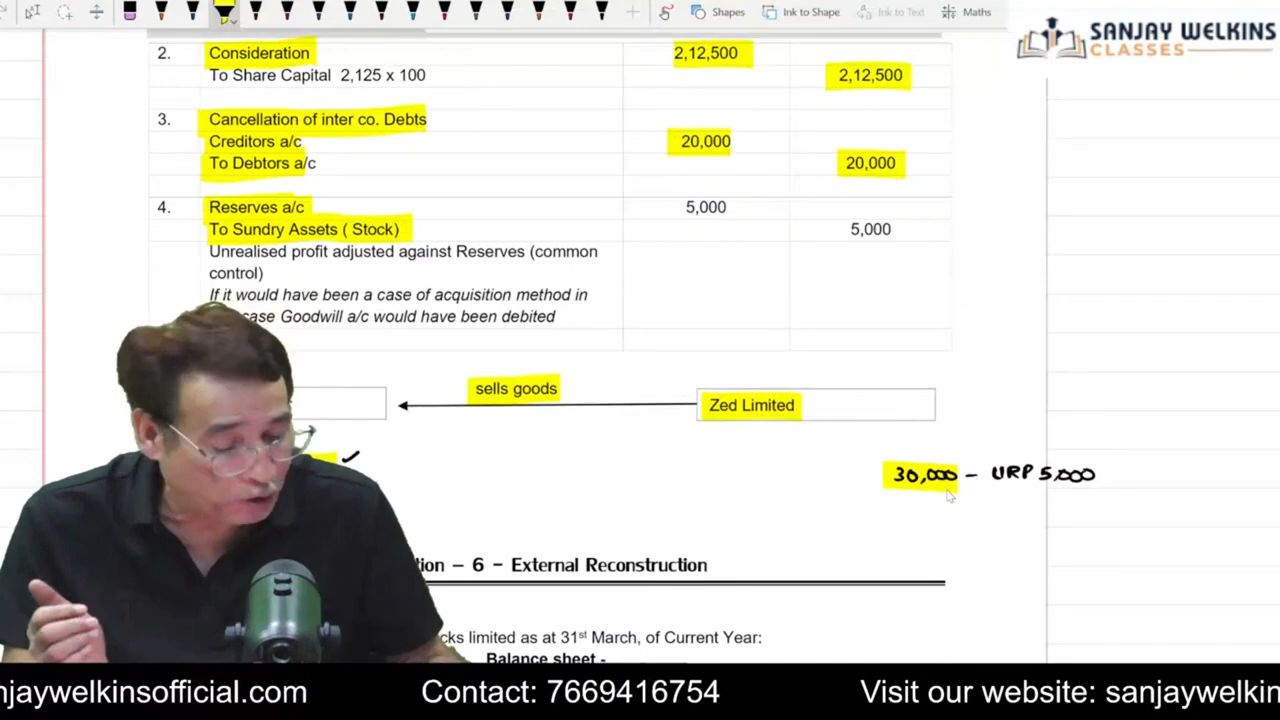 Shapes Ink to Shape Ink to Text Maths
SANJAY WELKINS
CLASSES
2. Consideration 2,12,500
To Share Capital 2,125 x 100 2,12,500
3. Cancellation of inter co. Debts
Creditors a/c 20,000
To Debtors a/c 20,000
4. Reserves a/c 5,000
To Sundry Assets ( Stock) 5,000
Unrealised profit adjusted against Reserves (common
control)
If it would have been a case of acquisition method in
case Goodwill a/c would have been debited
sells goods
Zed Limited
30,000 – URP 5,000
ion – 6 – External Reconstruction
cks limited as at 31st March, of Current Year:
Balance sheet -
njaywelkinsofficial.com Contact: 7669416754 Visit our website: sanjaywelkin